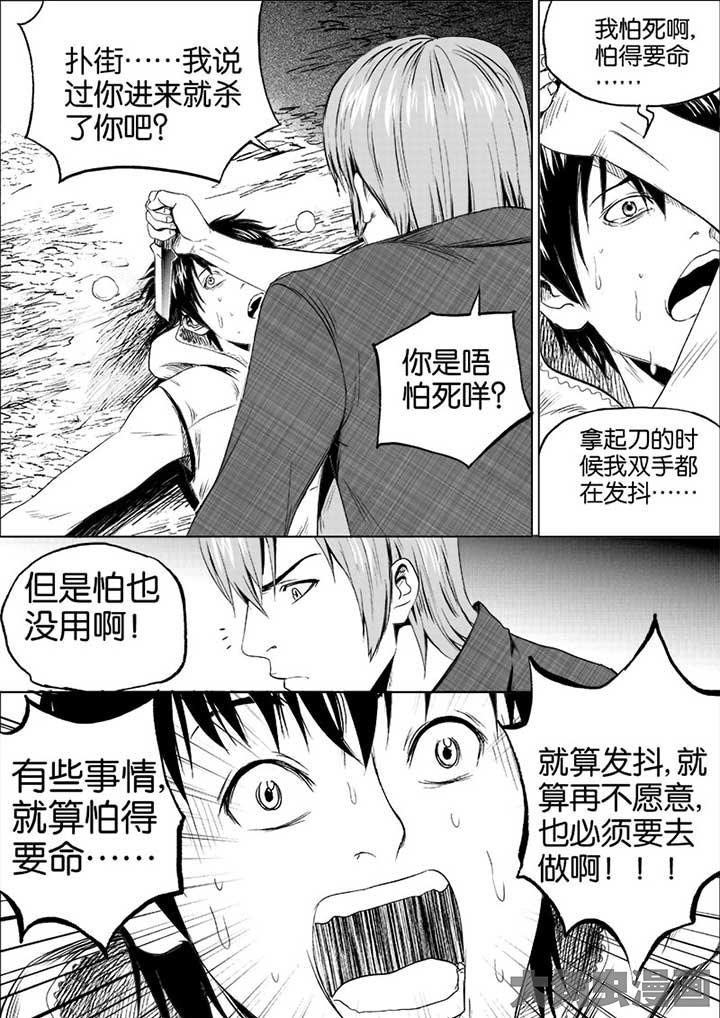 扑街……我说
过你进来就杀
了你吧？
你是唔
怕死咩？
我怕死啊，
怕得要命
……
拿起刀的时
候我双手都
在发抖……
但是怕也
没用啊！
有些事情，
就算怕得
要命……
就算发抖，就
算再不愿意，
也必须要去
做啊！！！